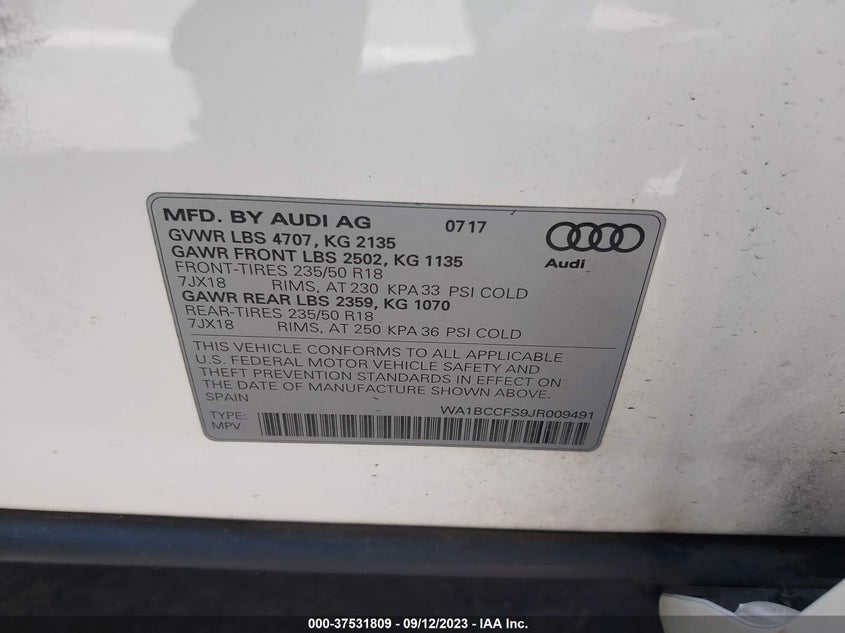 MFD. BY AUDI AG 0717
GVWR LBS 4707, KG 2135
GAWR FRONT LBS 2502, KG 1135
FRONT-TIRES 235/50 R18
7JX18 RIMS, AT 230 KPA 33 PSI COLD
GAWR REAR LBS 2359, KG 1070
REAR-TIRES 235/50 R18
7JX18 RIMS, AT 250 KPA 36 PSI COLD
Audi
THIS VEHICLE CONFORMS TO ALL APPLICABLE
U.S. FEDERAL MOTOR VEHICLE SAFETY AND
THEFT PREVENTION STANDARDS IN EFFECT ON
THE DATE OF MANUFACTURE SHOWN ABOVE.
SPAIN
WA1BCCFS9JR009491
TYPE:
MPV
000-37531809 - 09/12/2023 - IAA Inc.